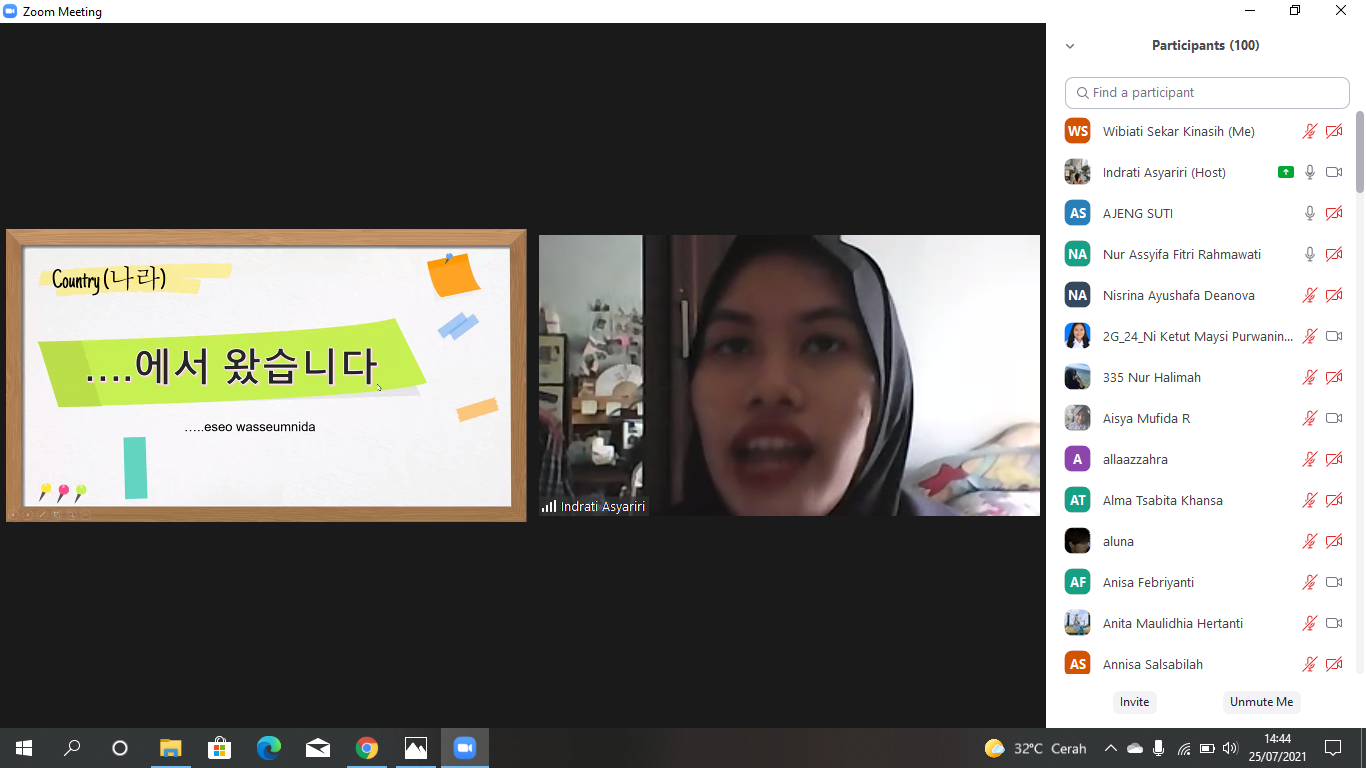 Zoom Meeting
Country (나라)
....에서 왔습니다
.....eseo wasseumnida
Indrati Asyariri
Participants (100)
Find a participant
WS Wibiati Sekar Kinasih (Me)
Indrati Asyariri (Host)
AS AJENG SUTI
NA Nur Assyifa Fitri Rahmawati
NA Nisrina Ayushafa Deanova
2G_24_Ni Ketut Maysi Purwanin...
335 Nur Halimah
Aisya Mufida R
A allaazzahra
AT Alma Tsabita Khansa
aluna
AF Anisa Febriyanti
Anita Maulidhia Hertanti
AS Annisa Salsabilah
Invite
Unmute Me
32°C Cerah
14:44
25/07/2021